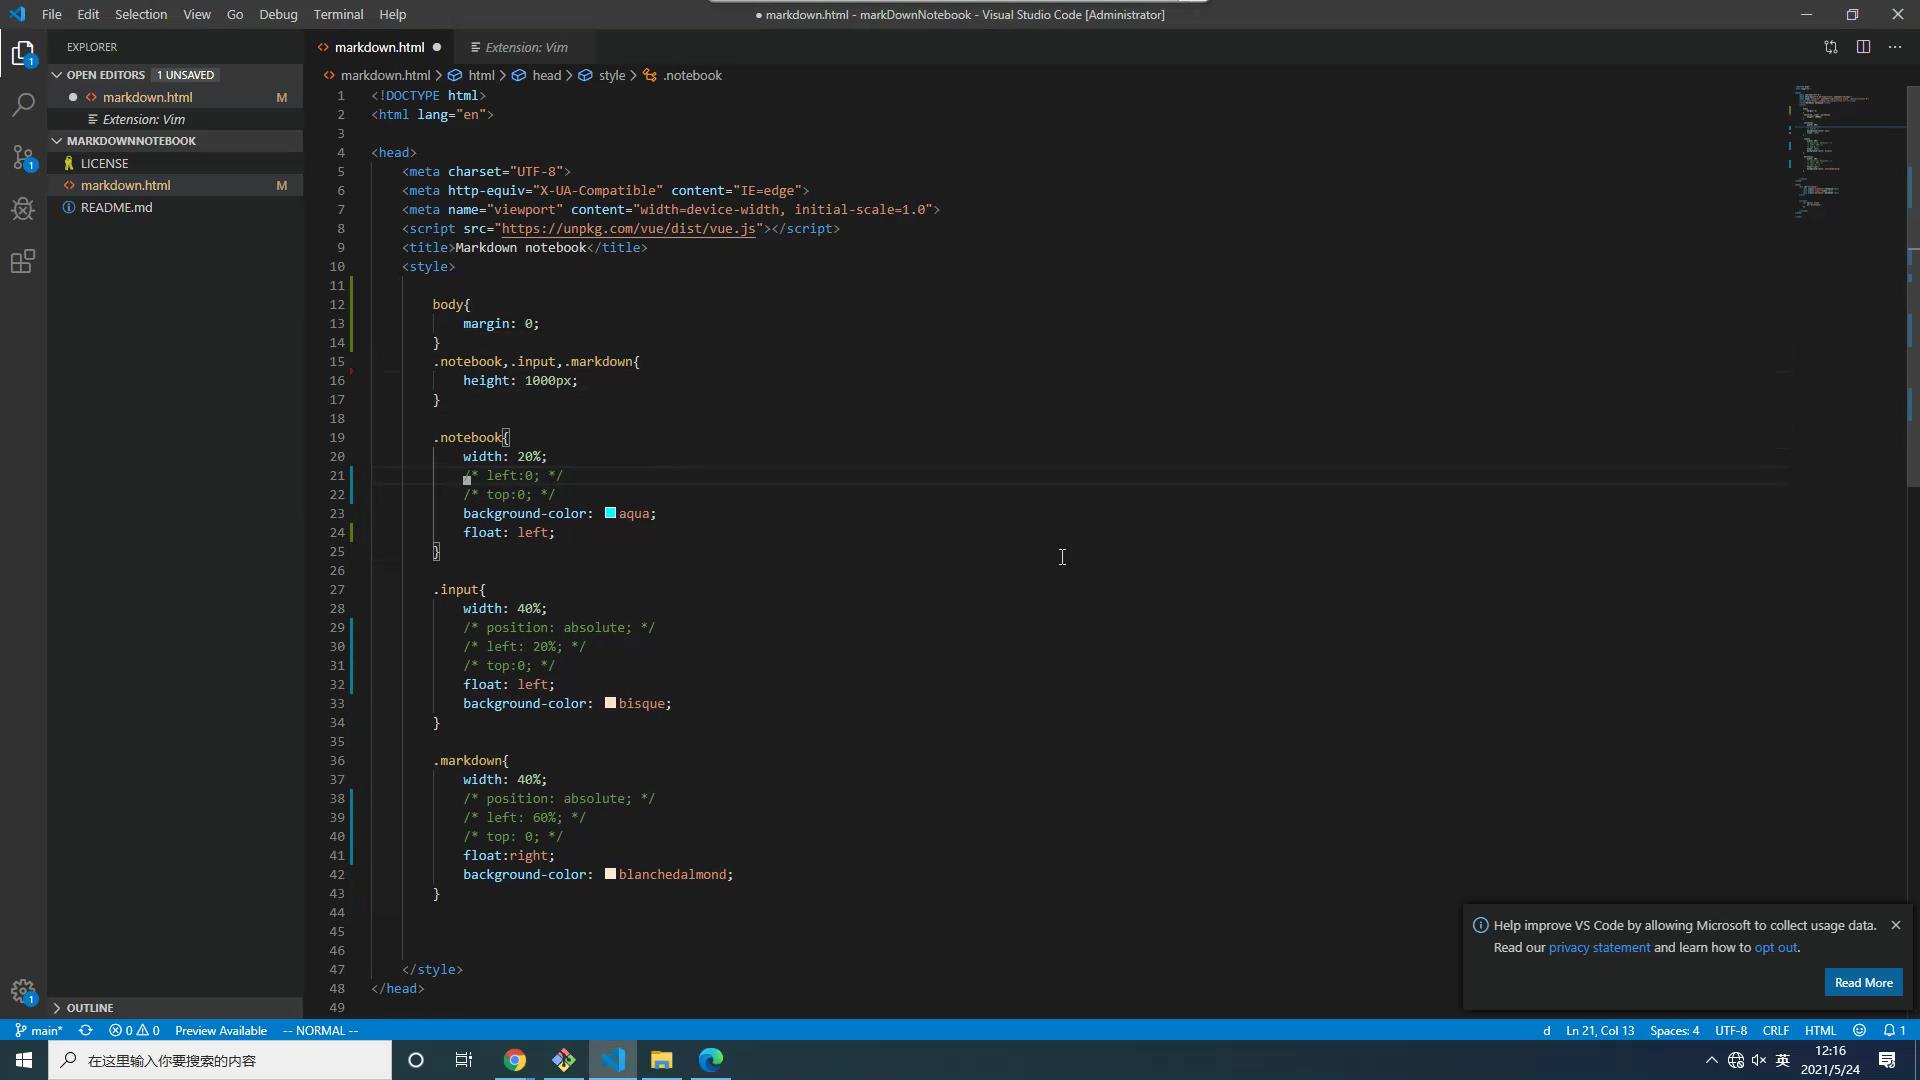 File Edit Selection View Go Debug Terminal Help
● markdown.html - markDownNotebook - Visual Studio Code [Administrator]
EXPLORER
OPEN EDITORS 1 UNSAVED
markdown.html M
Extension: Vim
MARKDOWNNOTEBOOK
LICENSE
markdown.html M
README.md
OUTLINE
markdown.html
Extension: Vim
markdown.html > html > head > style > .notebook
1 <!DOCTYPE html>
2 <html lang="en">
3
4 <head>
5 <meta charset="UTF-8">
6 <meta http-equiv="X-UA-Compatible" content="IE=edge">
7 <meta name="viewport" content="width=device-width, initial-scale=1.0">
8 <script src="https://unpkg.com/vue/dist/vue.js"></script>
9 <title>Markdown notebook</title>
10 <style>
11
12 body{
13 margin: 0;
14 }
15 .notebook,.input,.markdown{
16 height: 1000px;
17 }
18
19 .notebook{
20 width: 20%;
21 /* left:0; */
22 /* top:0; */
23 background-color: aqua;
24 float: left;
25 }
26
27 .input{
28 width: 40%;
29 /* position: absolute; */
30 /* left: 20%; */
31 /* top:0; */
32 float: left;
33 background-color: bisque;
34 }
35
36 .markdown{
37 width: 40%;
38 /* position: absolute; */
39 /* left: 60%; */
40 /* top: 0; */
41 float:right;
42 background-color: blanchedalmond;
43 }
44
45
46
47 </style>
48 </head>
49
Help improve VS Code by allowing Microsoft to collect usage data.
Read our privacy statement and learn how to opt out.
Read More
main* 0 0 Preview Available -- NORMAL -- d Ln 21, Col 13 Spaces: 4 UTF-8 CRLF HTML 1
在这里输入你要搜索的内容
英
12:16
2021/5/24